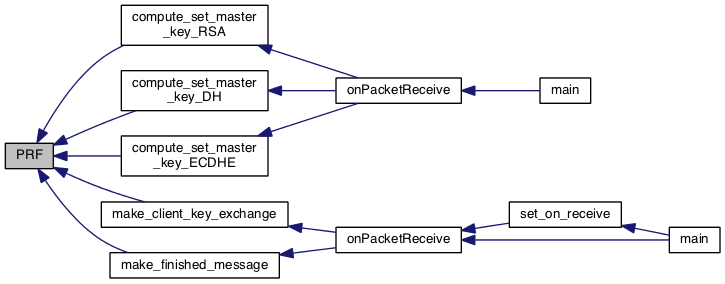 compute_set_master
_key_RSA
compute_set_master
_key_DH
onPacketReceive
main
compute_set_master
_key_ECDHE
PRF
make_client_key_exchange
set_on_receive
onPacketReceive
main
make_finished_message